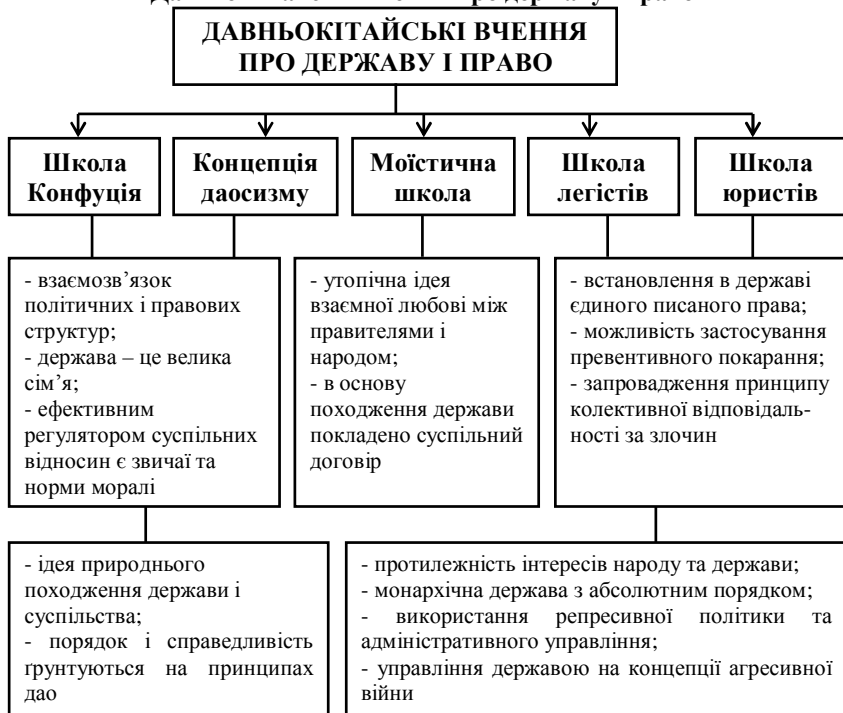 ДАВНЬОКІТАЙСЬКІ ВЧЕННЯ
ПРО ДЕРЖАВУ І ПРАВО
Школа
Конфуція
Концепція
даосизму
Моїстична
школа
Школа
легістів
Школа
юристів
- взаємозв’язок
політичних і правових
структур;
- держава – це велика
сім’я;
- ефективним
регулятором суспільних
відносин є звичаї та
норми моралі
- утопічна ідея
взаємної любові між
правителями і
народом;
- в основу
походження держави
покладено суспільний
договір
- встановлення в державі
єдиного писаного права;
- можливість застосування
превентивного покарання;
- запровадження принципу
колективної відповідаль-
ності за злочин
- ідея природнього
походження держави і
суспільства;
- порядок і справедливість
ґрунтуються на принципах
дао
- протилежність інтересів народу та держави;
- монархічна держава з абсолютним порядком;
- використання репресивної політики та
адміністративного управління;
- управління державою на концепції агресивної
війни